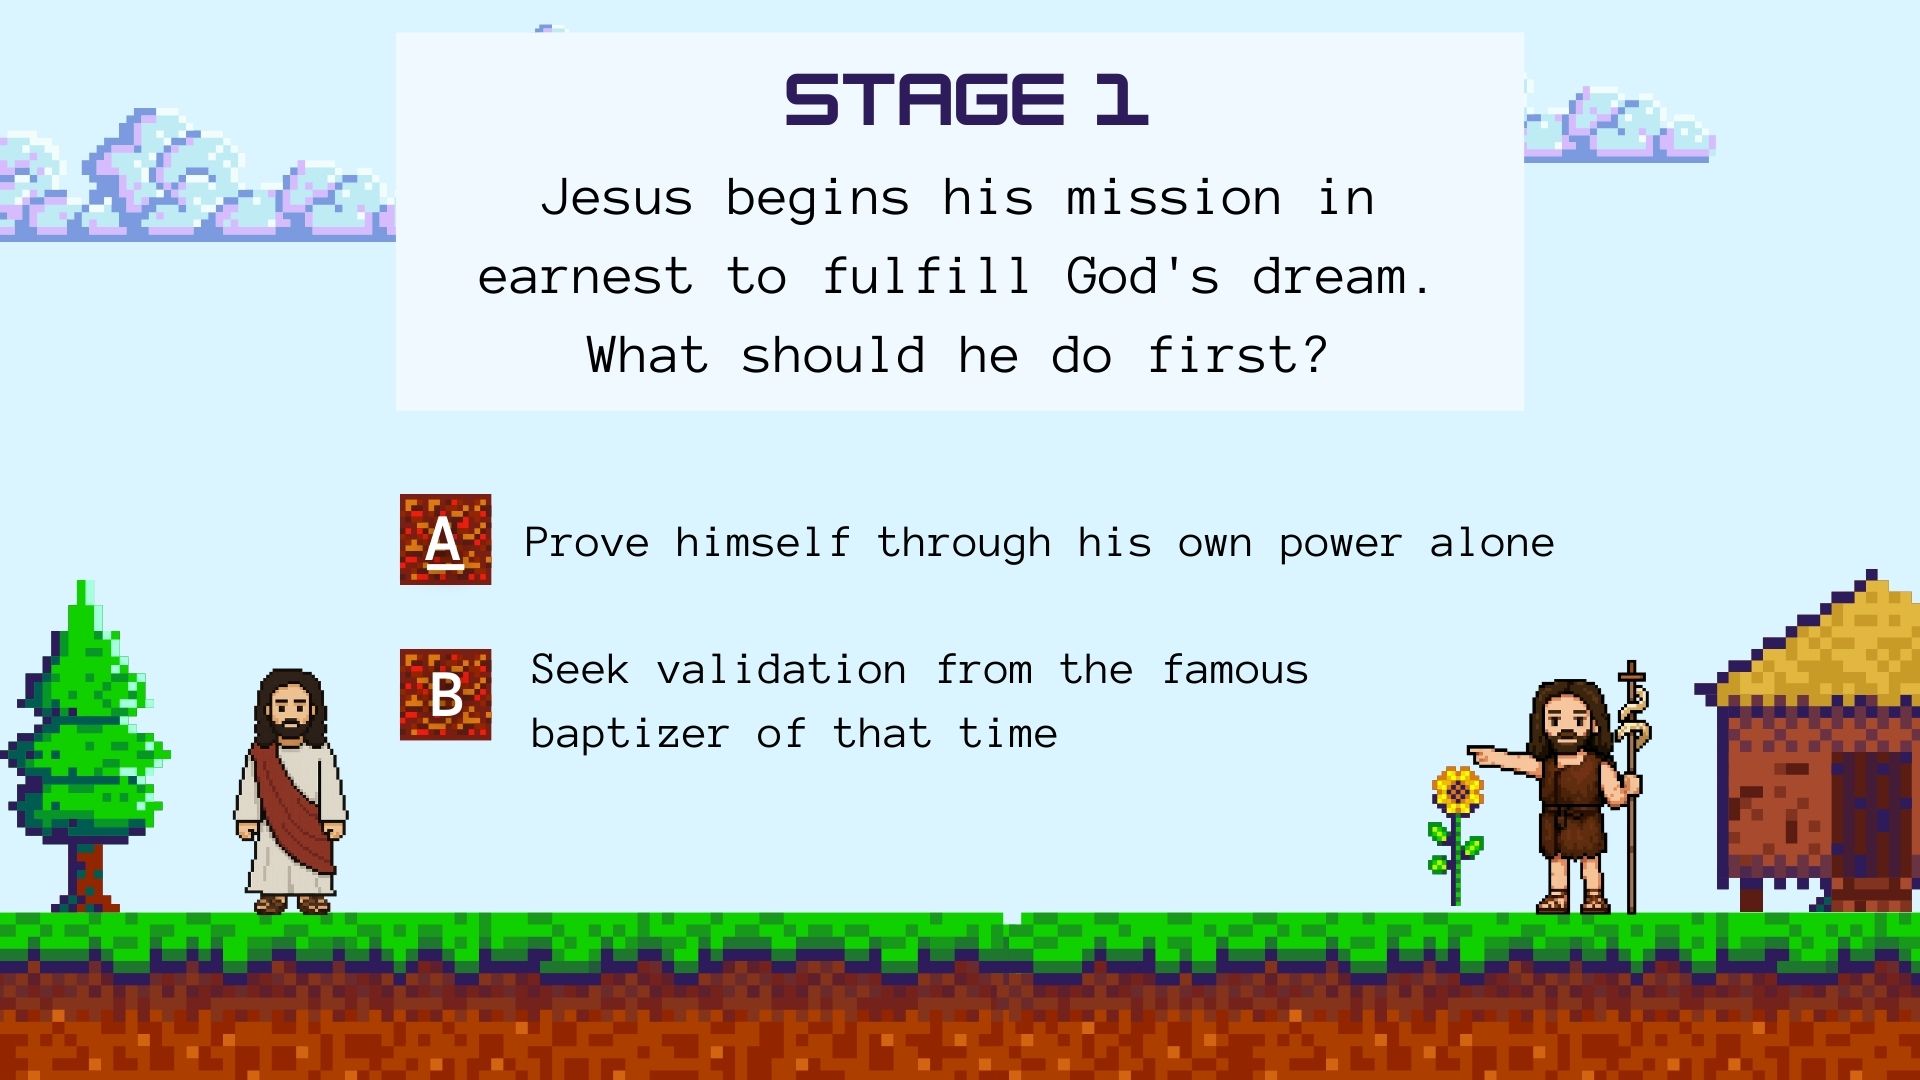 STAGE 1
Jesus begins his mission in
earnest to fulfill God's dream.
What should he do first?
A
Prove himself through his own power alone
B
Seek validation from the famous
baptizer of that time